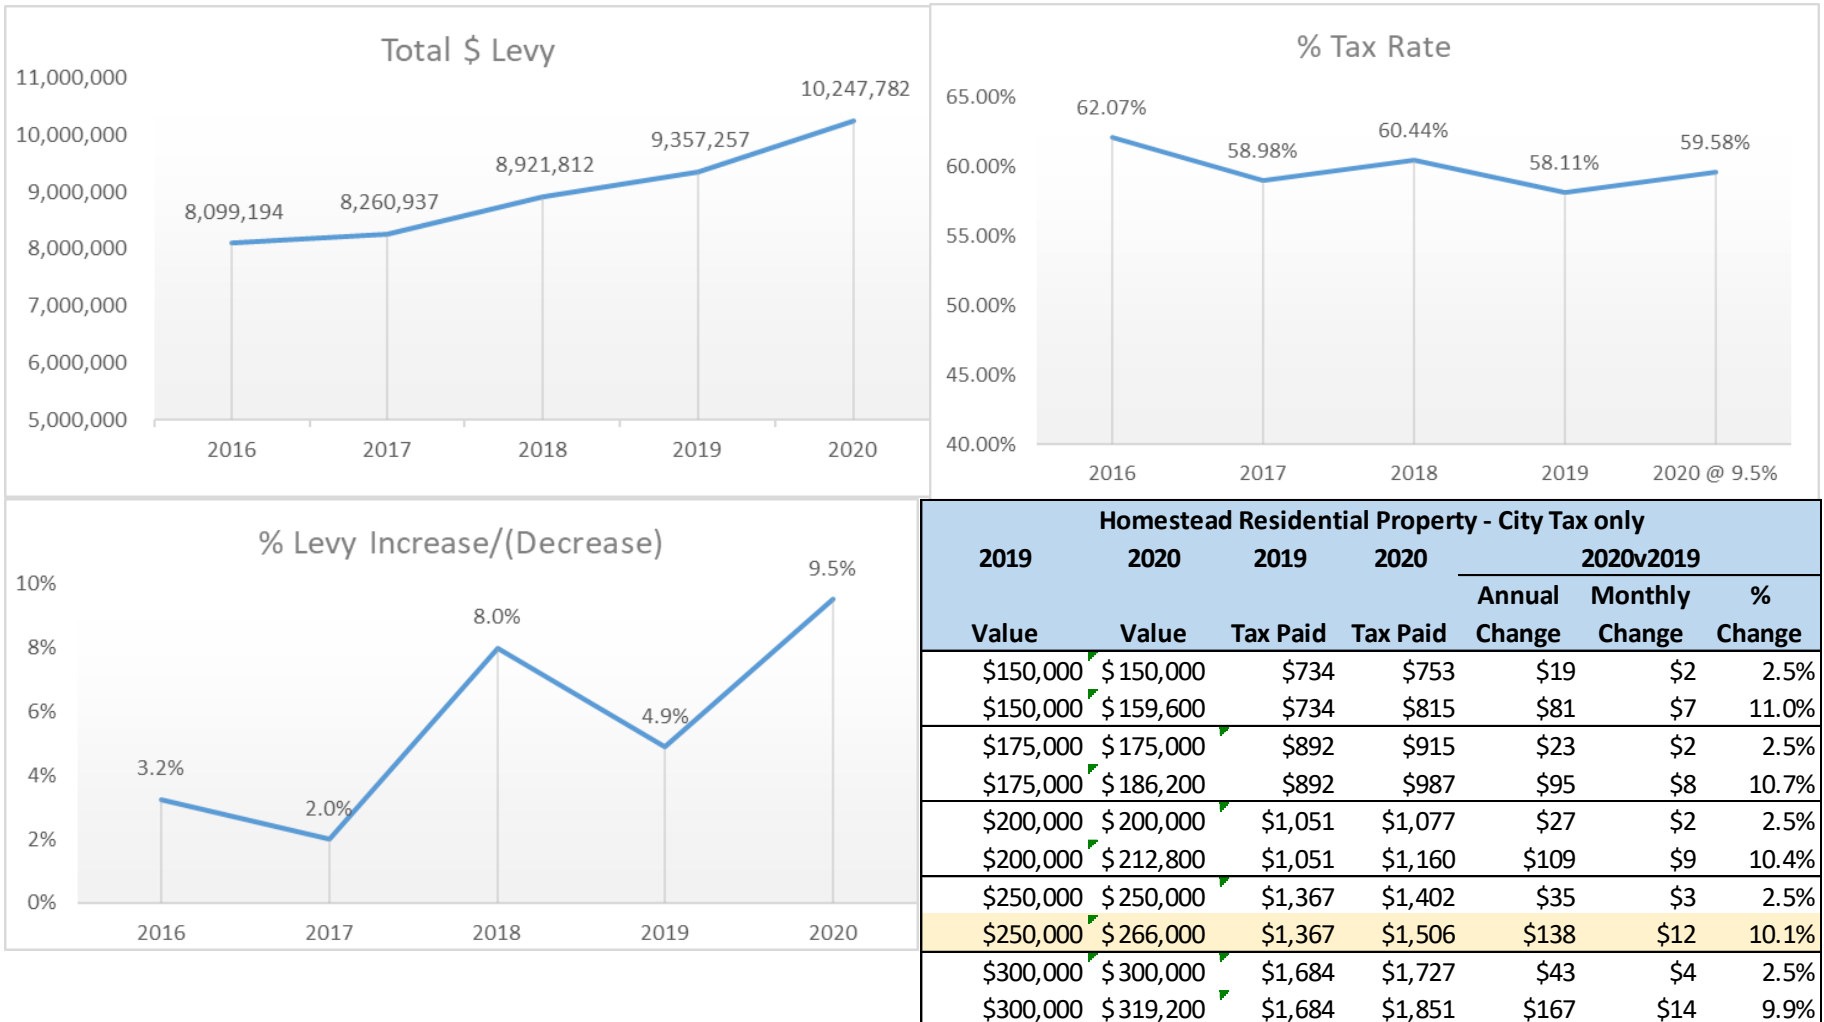 Total $ Levy
11,000,000
10,000,000
9,000,000
8,000,000
7,000,000
6,000,000
5,000,000
8,099,194
8,260,937
8,921,812
9,357,257
10,247,782
2016 2017 2018 2019 2020
% Tax Rate
65.00%
60.00%
55.00%
50.00%
45.00%
40.00%
62.07%
58.98%
60.44%
58.11%
59.58%
2016 2017 2018 2019 2020 @ 9.5%
% Levy Increase/(Decrease)
10%
8%
6%
4%
2%
0%
3.2%
2.0%
8.0%
4.9%
9.5%
2016 2017 2018 2019 2020
Homestead Residential Property - City Tax only
2019 2020 2019 2020 2020v2019
Annual Monthly %
Value Value Tax Paid Tax Paid Change Change Change
$150,000 $ 150,000 $734 $753 $19 $2 2.5%
$150,000 $ 159,600 $734 $815 $81 $7 11.0%
$175,000 $ 175,000 $892 $915 $23 $2 2.5%
$175,000 $ 186,200 $892 $987 $95 $8 10.7%
$200,000 $ 200,000 $1,051 $1,077 $27 $2 2.5%
$200,000 $ 212,800 $1,051 $1,160 $109 $9 10.4%
$250,000 $ 250,000 $1,367 $1,402 $35 $3 2.5%
$250,000 $ 266,000 $1,367 $1,506 $138 $12 10.1%
$300,000 $ 300,000 $1,684 $1,727 $43 $4 2.5%
$300,000 $ 319,200 $1,684 $1,851 $167 $14 9.9%